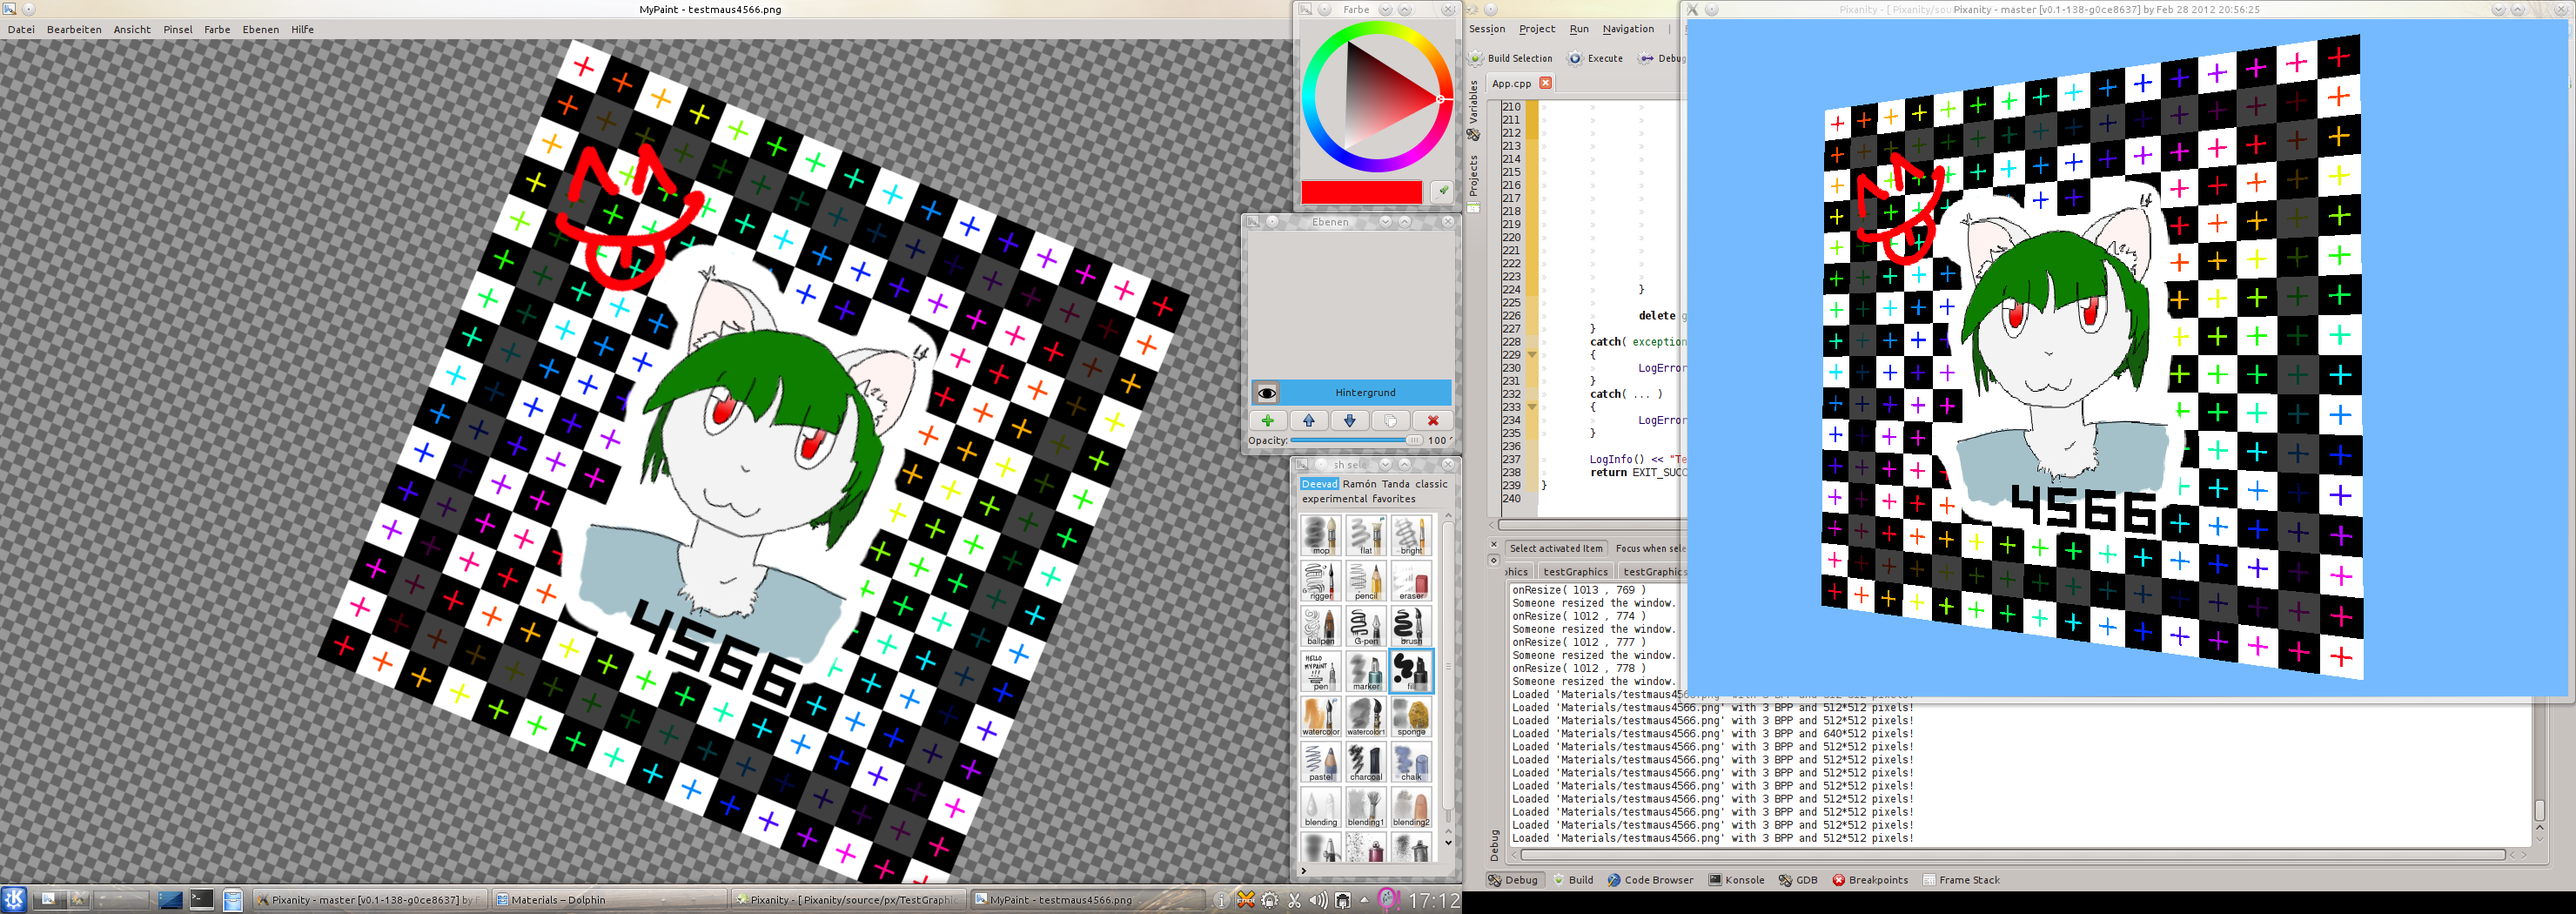 MyPaint - testmaus4566.png
Datei Bearbeiten Ansicht Pinsel Farbe Ebenen Hilfe
4566
Farbe
Ebenen
Hintergrund
Opacity: 100
sh sele
Deevad Ramón Tanda classic
experimental favorites
mop flat bright
rigger pencil eraser
ballpen G-pen brush
HELLO MYPAINT !!!
pen marker fill
watercolor watercolor1 sponge
pastel charcoal chalk
blending blending1 blending2
Session Project Run Navigation
Build Selection Execute Debug
App.cpp
Variables
Projects
210
211
212
213
214
215
216
217
218
219
220
221
222
223
224 }
225
226 delete
227 }
228 catch( exception
229 {
230 LogError
231 }
232 catch( ... )
233 {
234 LogError
235 }
236
237 LogInfo() << "Te
238 return EXIT_SUCC
239 }
240
Pixanity - master [v0.1-138-g0ce8637] by Feb 28 2012 20:56:25
4566
Select activated Item Focus when sele
phics testGraphics testGraphics
onResize( 1013 , 769 )
Someone resized the window.
onResize( 1012 , 774 )
Someone resized the window.
onResize( 1012 , 777 )
Someone resized the window.
onResize( 1012 , 778 )
Someone resized the window.
Loaded 'Materials/testmaus4566.png' with 3 BPP and 512*512 pixels!
Loaded 'Materials/testmaus4566.png' with 3 BPP and 512*512 pixels!
Loaded 'Materials/testmaus4566.png' with 3 BPP and 512*512 pixels!
Loaded 'Materials/testmaus4566.png' with 3 BPP and 640*512 pixels!
Loaded 'Materials/testmaus4566.png' with 3 BPP and 512*512 pixels!
Loaded 'Materials/testmaus4566.png' with 3 BPP and 512*512 pixels!
Loaded 'Materials/testmaus4566.png' with 3 BPP and 512*512 pixels!
Loaded 'Materials/testmaus4566.png' with 3 BPP and 512*512 pixels!
Loaded 'Materials/testmaus4566.png' with 3 BPP and 512*512 pixels!
Loaded 'Materials/testmaus4566.png' with 3 BPP and 512*512 pixels!
Loaded 'Materials/testmaus4566.png' with 3 BPP and 512*512 pixels!
Loaded 'Materials/testmaus4566.png' with 3 BPP and 512*512 pixels!
Debug
Debug Build Code Browser Konsole GDB Breakpoints Frame Stack
Pixanity - master [v0.1-138-g0ce8637] by F
Materials – Dolphin
Pixanity - [ Pixanity/source/px/TestGraphic
MyPaint - testmaus4566.png
17:12